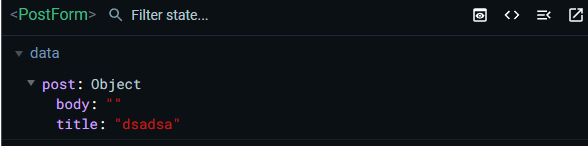 <PostForm> Filter state...
data
post: Object
body: ""
title: "dsadsa"